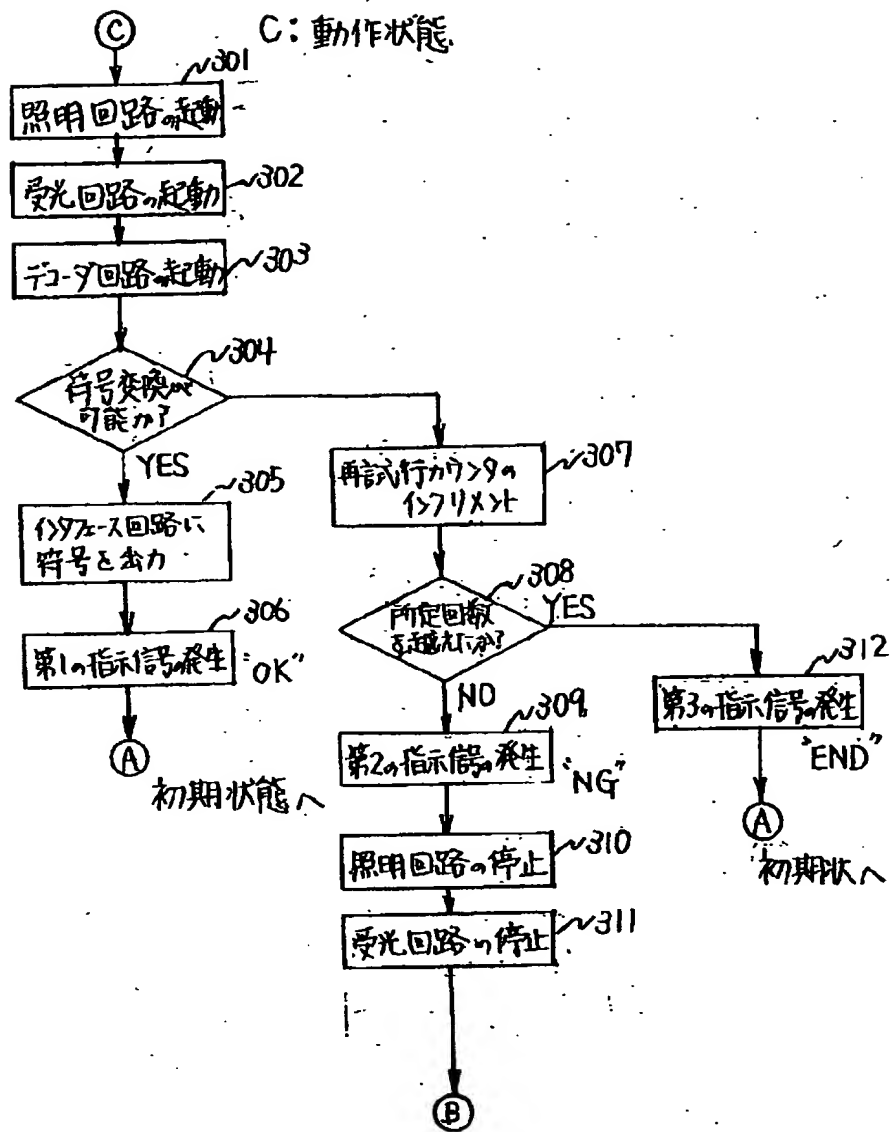 C
C: 動作状態
301
照明回路の起動
302
受光回路の起動
303
デコーダ回路の起動
304
符号変換が
可能か?
YES
305
インタフェース回路に
符号を出力
306
第1の指示信号の発生
"OK"
A
初期状態へ
307
再試行カウンタの
インクリメント
308
所定回数
を越えたか?
YES
NO
309
第2の指示信号の発生
"NG"
310
照明回路の停止
311
受光回路の停止
B
312
第3の指示信号の発生
"END"
A
初期状へ